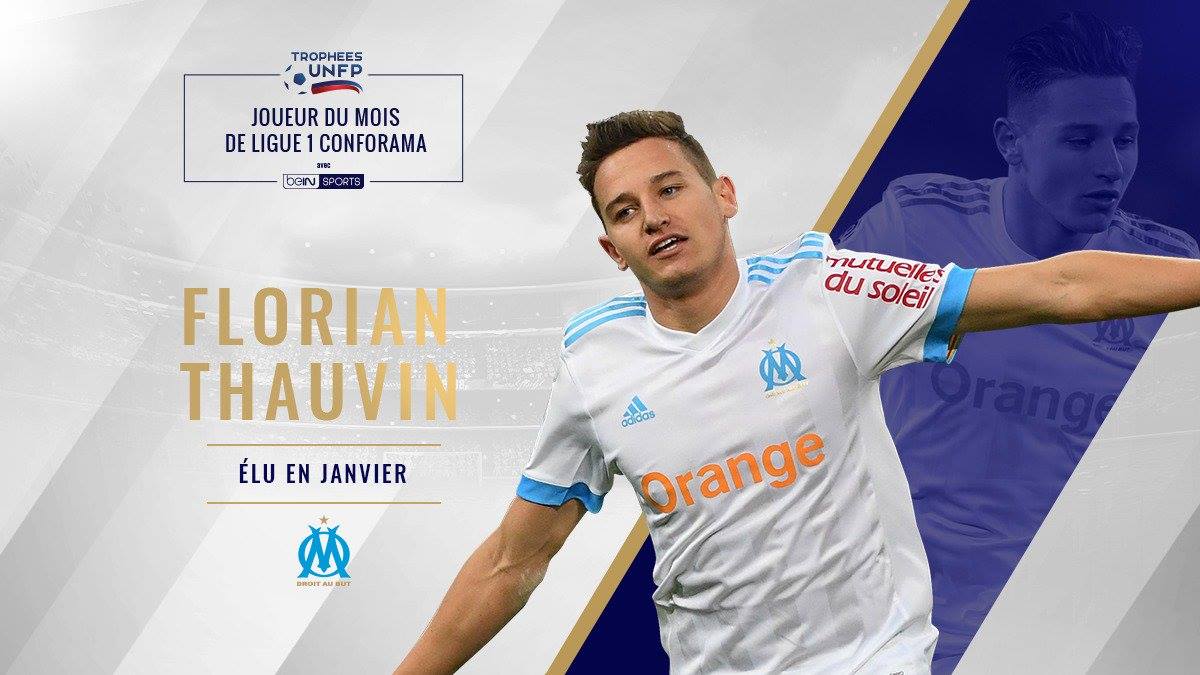 TROPHEES
UNFP
JOUEUR DU MOIS
DE LIGUE 1 CONFORAMA
avec
beIN SPORTS
FLORIAN
THAUVIN
ÉLU EN JANVIER
DROIT AU BUT
mutuelles
du soleil
adidas
Orange
Orange